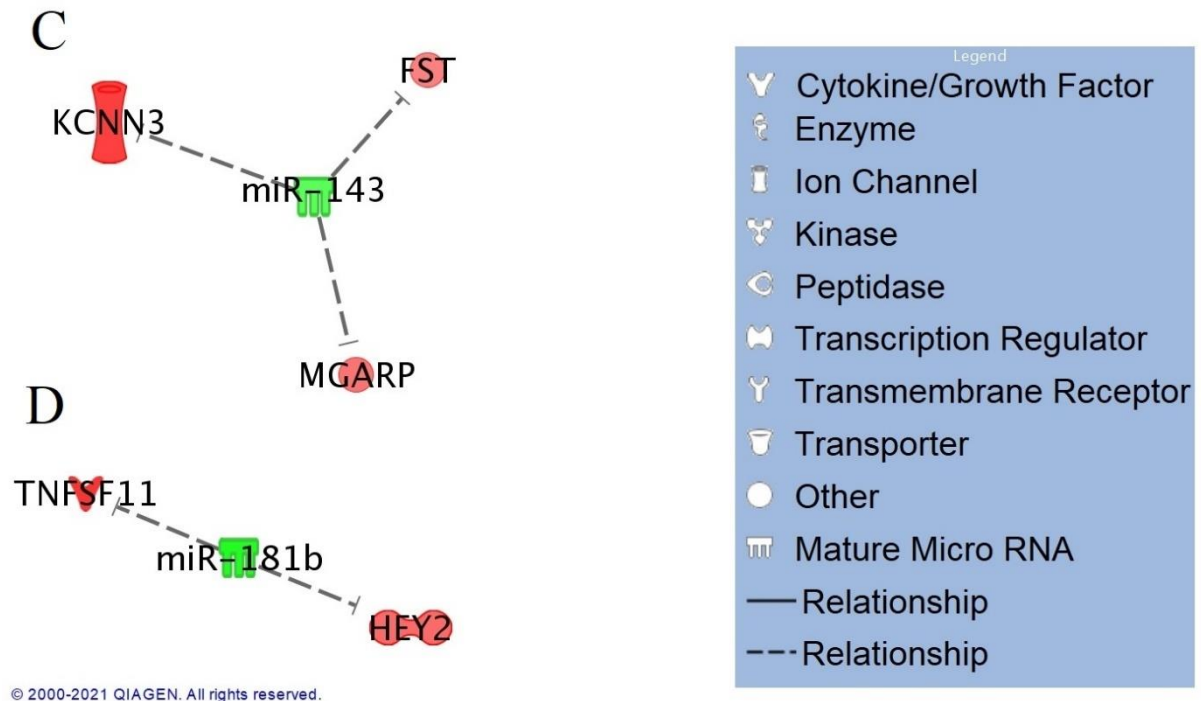 C
FST
KCNN3
miR-143
MGARP
D
TNFSF11
miR-181b
HEY2
Legend
Cytokine/Growth Factor
Enzyme
Ion Channel
Kinase
Peptidase
Transcription Regulator
Transmembrane Receptor
Transporter
Other
Mature Micro RNA
Relationship
Relationship
© 2000-2021 QIAGEN. All rights reserved.